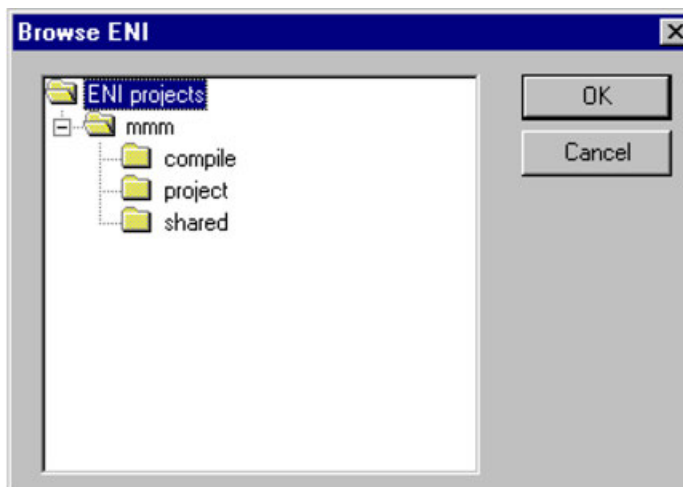 Browse ENI
ENI projects
mmm
compile
project
shared
OK
Cancel